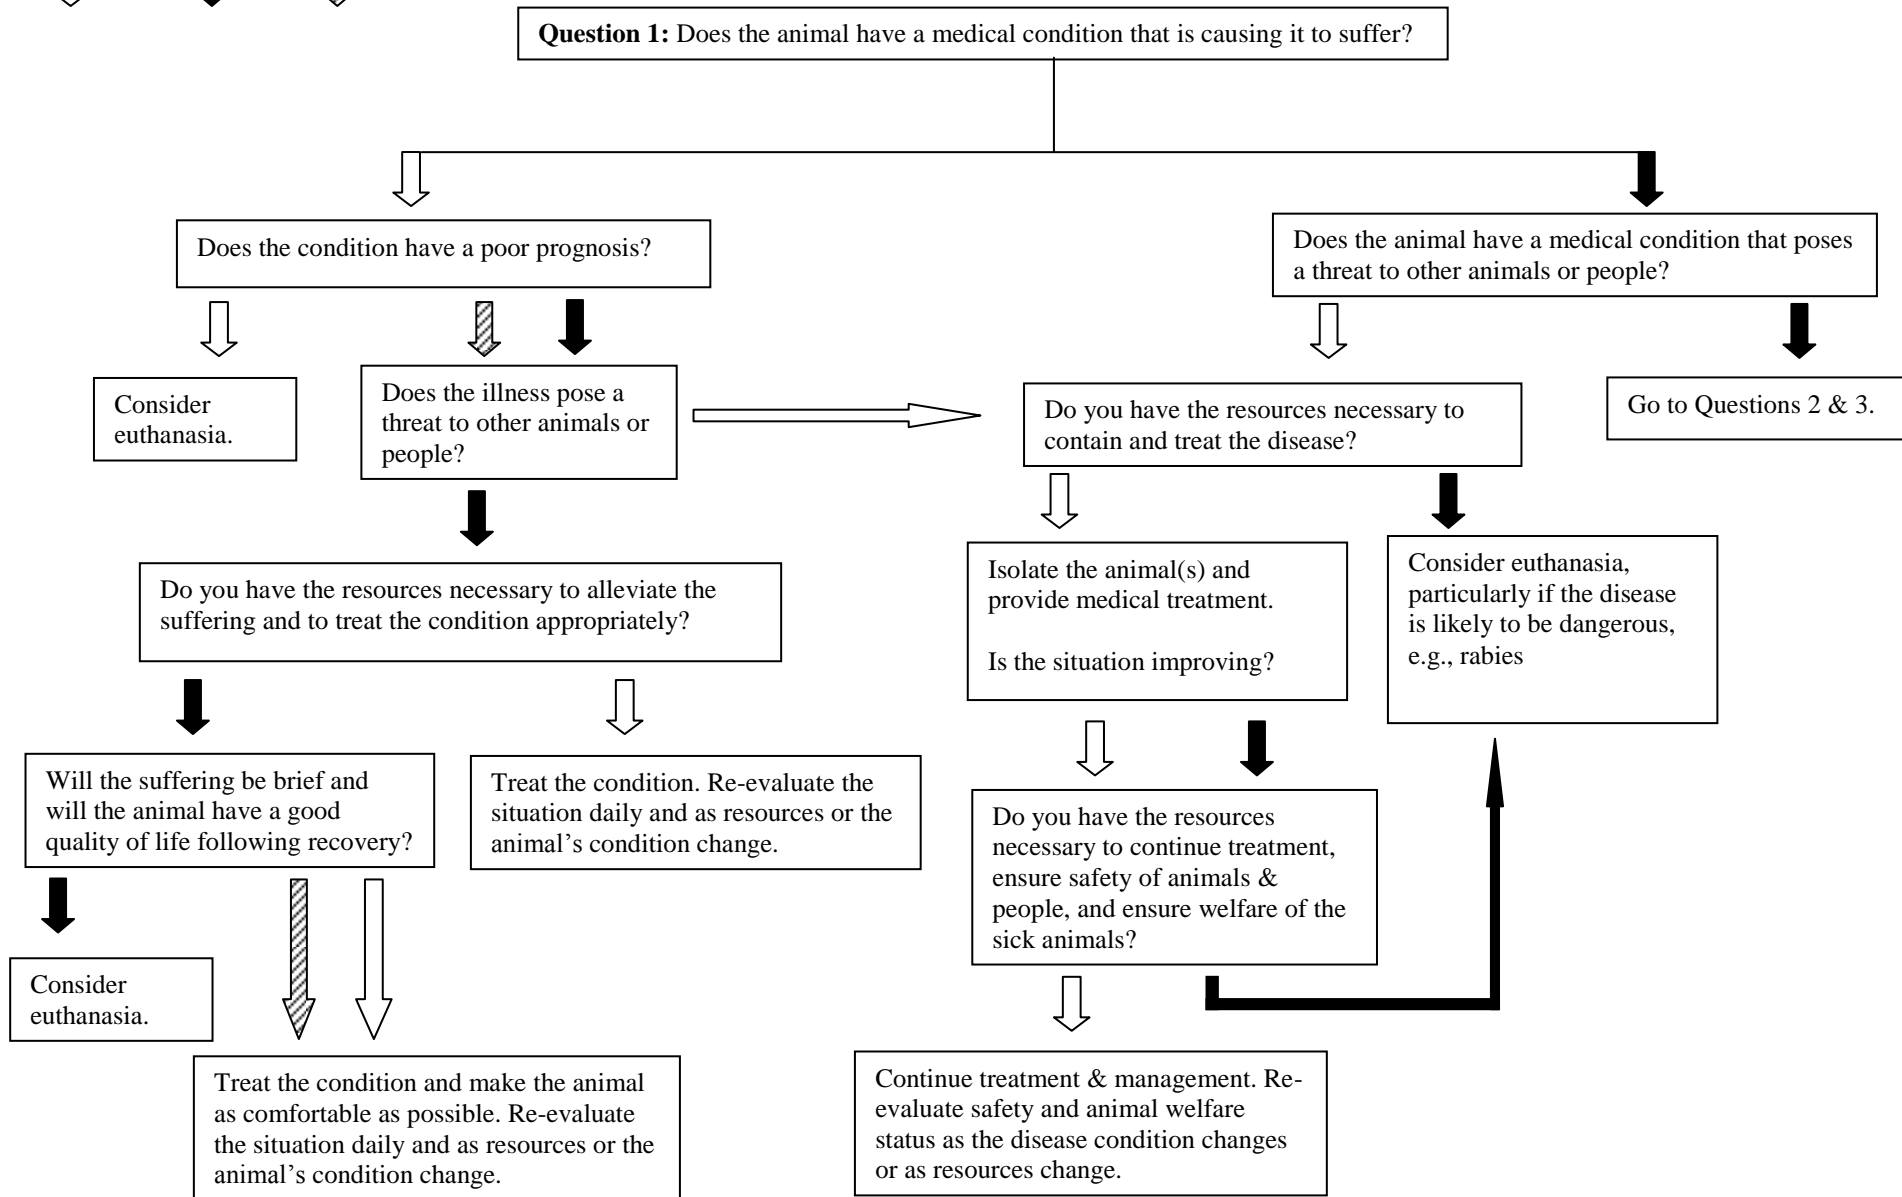 Question 1: Does the animal have a medical condition that is causing it to suffer?
Does the condition have a poor prognosis?
Does the animal have a medical condition that poses
a threat to other animals or people?
Consider
euthanasia.
Does the illness pose a
threat to other animals or
people?
Do you have the resources necessary to
contain and treat the disease?
Go to Questions 2 & 3.
Do you have the resources necessary to alleviate the
suffering and to treat the condition appropriately?
Isolate the animal(s) and
provide medical treatment.
Is the situation improving?
Consider euthanasia,
particularly if the disease
is likely to be dangerous,
e.g., rabies
Will the suffering be brief and
will the animal have a good
quality of life following recovery?
Treat the condition. Re-evaluate the
situation daily and as resources or the
animal’s condition change.
Do you have the resources
necessary to continue treatment,
ensure safety of animals &
people, and ensure welfare of the
sick animals?
Consider
euthanasia.
Treat the condition and make the animal
as comfortable as possible. Re-evaluate
the situation daily and as resources or the
animal’s condition change.
Continue treatment & management. Re-
evaluate safety and animal welfare
status as the disease condition changes
or as resources change.